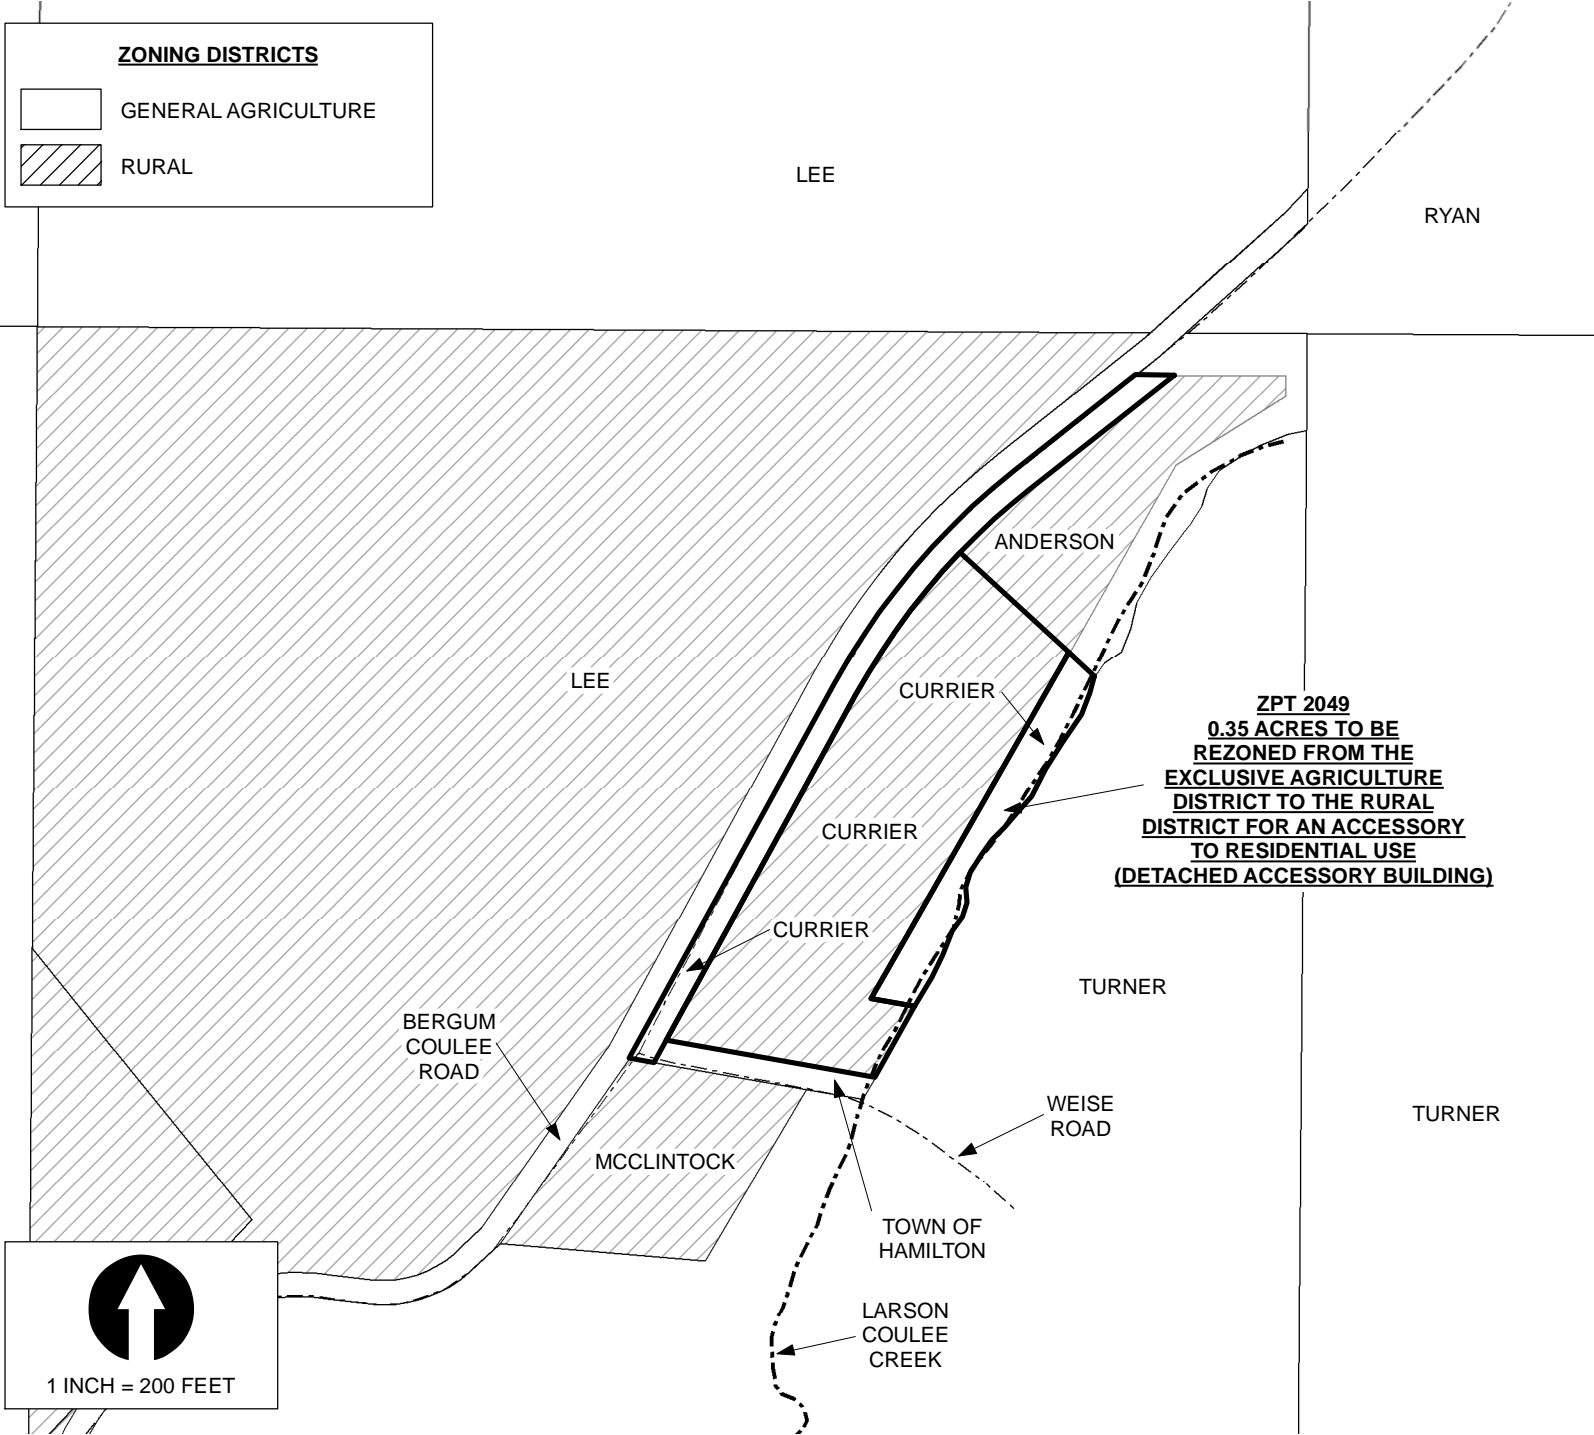 ZONING DISTRICTS
GENERAL AGRICULTURE
RURAL
LEE
RYAN
ANDERSON
LEE
CURRIER
ZPT 2049
0.35 ACRES TO BE
REZONED FROM THE
EXCLUSIVE AGRICULTURE
DISTRICT TO THE RURAL
DISTRICT FOR AN ACCESSORY
TO RESIDENTIAL USE
(DETACHED ACCESSORY BUILDING)
CURRIER
CURRIER
TURNER
BERGUM
COULEE
ROAD
WEISE
ROAD
TURNER
MCCLINTOCK
TOWN OF
HAMILTON
LARSON
COULEE
CREEK
1 INCH = 200 FEET